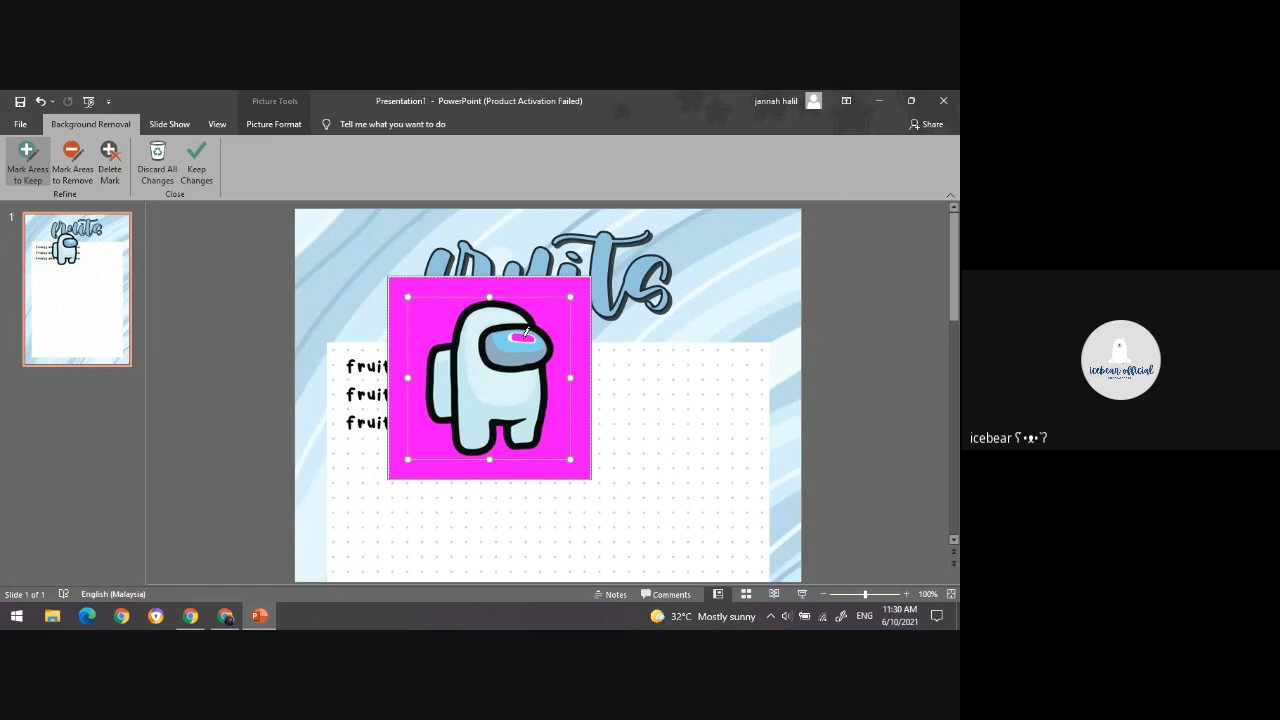 Picture Tools
Presentation1 - PowerPoint (Product Activation Failed)
jannah halil
File
Background Removal
Slide Show
View
Picture Format
Tell me what you want to do
Share
Mark Areas to Keep
Mark Areas to Remove
Delete Mark
Discard All Changes
Keep Changes
Refine
Close
1
fruits
fruit
fruit
fruit
icebear official
icebear ʕ•ᴥ•ʔ
Slide 1 of 1
English (Malaysia)
Notes
Comments
100%
32°C Mostly sunny
ENG
11:30 AM
6/10/2021